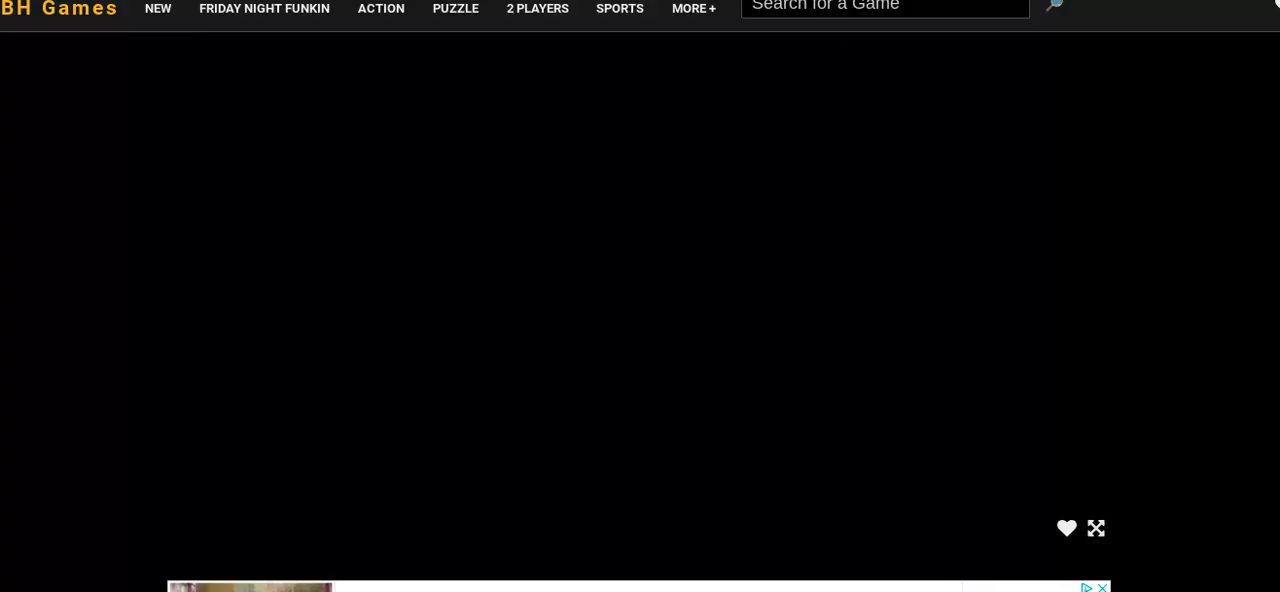 BH Games NEW FRIDAY NIGHT FUNKIN ACTION PUZZLE 2 PLAYERS SPORTS MORE + Search for a Game